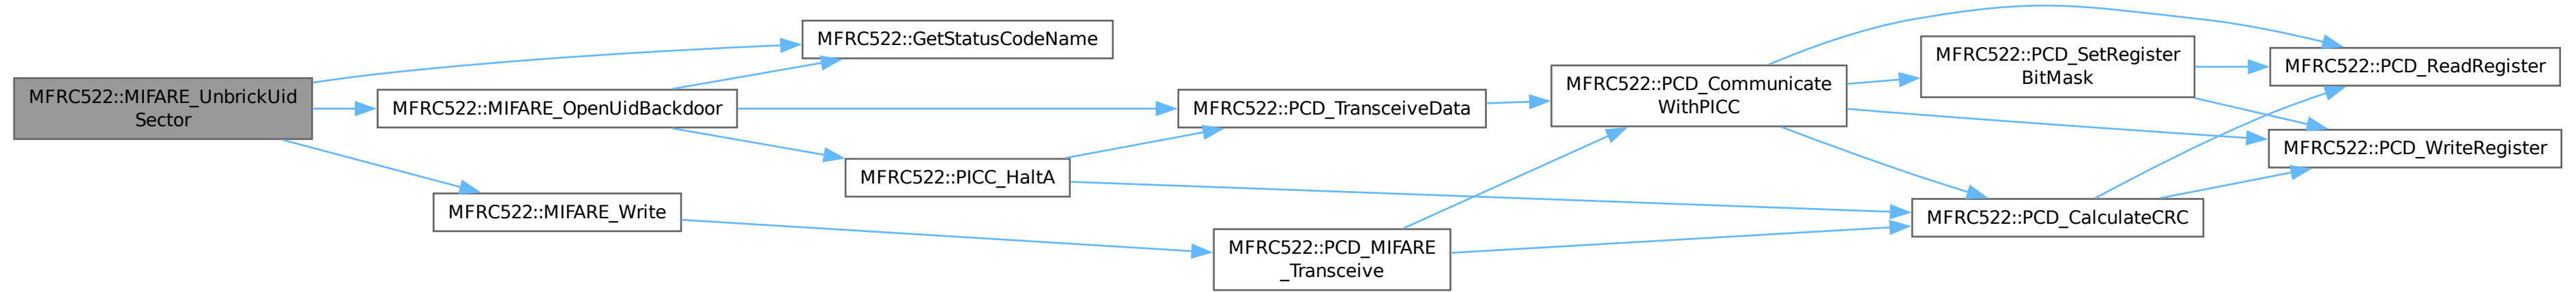 MFRC522::MIFARE_UnbrickUid
Sector
MFRC522::GetStatusCodeName
MFRC522::MIFARE_OpenUidBackdoor
MFRC522::MIFARE_Write
MFRC522::PICC_HaltA
MFRC522::PCD_TransceiveData
MFRC522::PCD_MIFARE
_Transceive
MFRC522::PCD_Communicate
WithPICC
MFRC522::PCD_SetRegister
BitMask
MFRC522::PCD_CalculateCRC
MFRC522::PCD_ReadRegister
MFRC522::PCD_WriteRegister